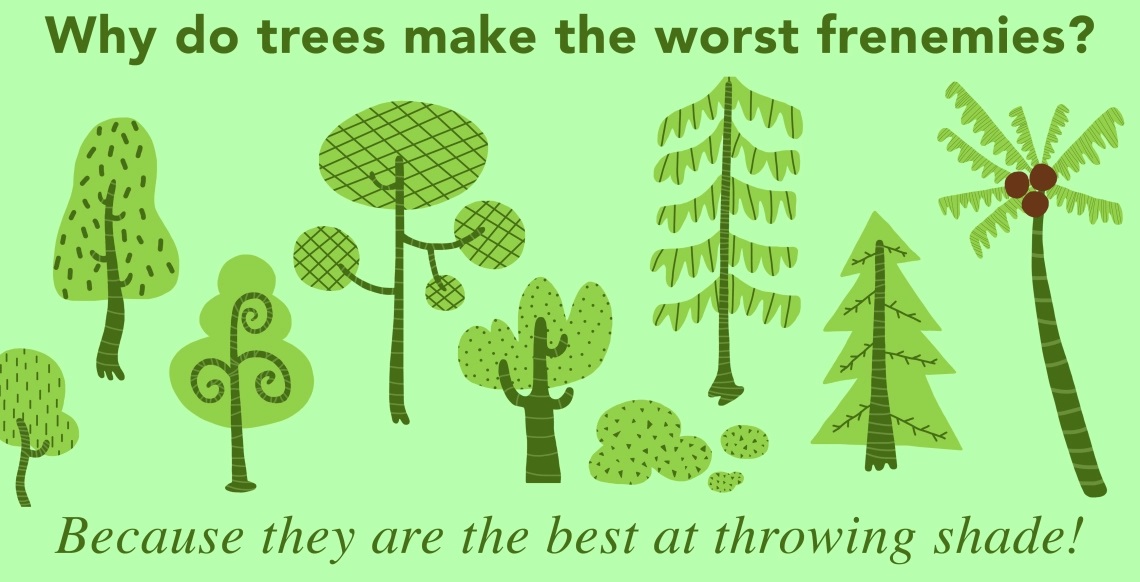 Why do trees make the worst frenemies?
Because they are the best at throwing shade!